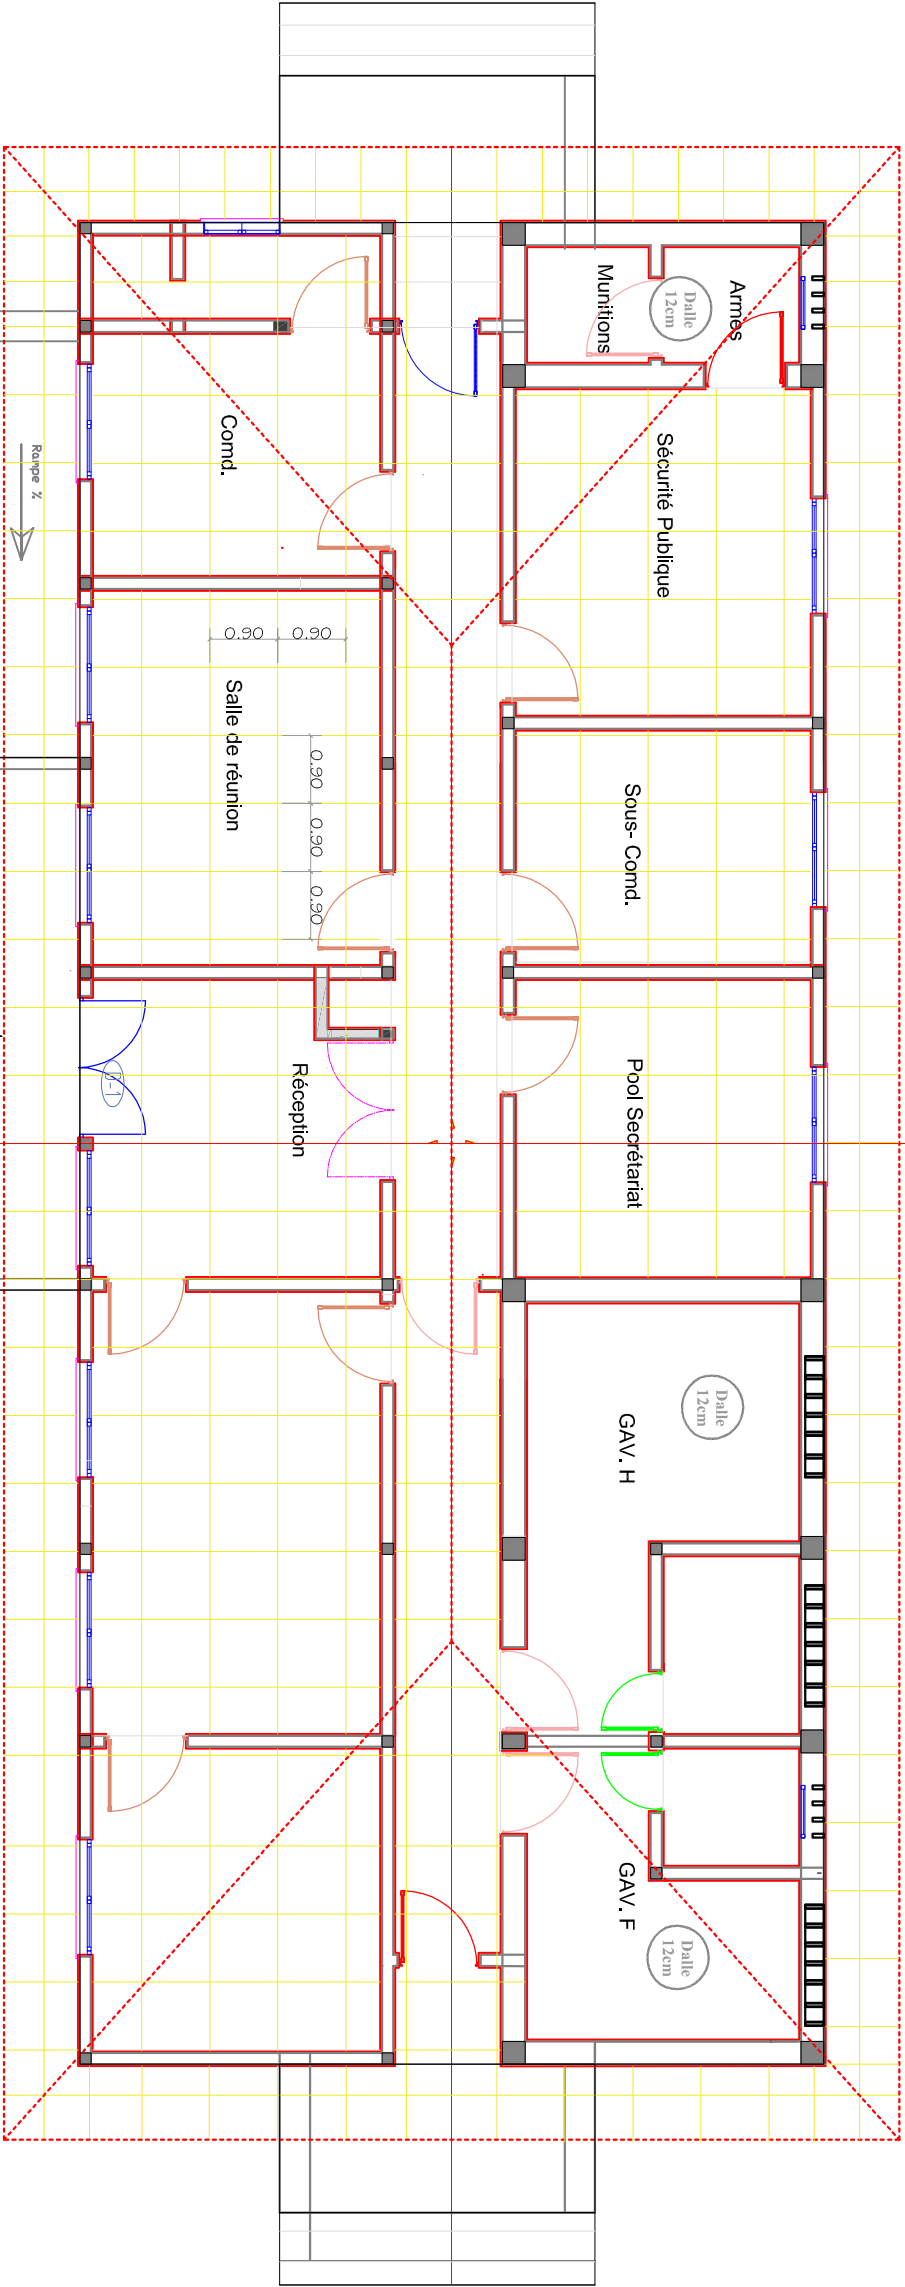 Armes
Dalle
12cm
Munitions
Sécurité Publique
Comd.
Rampe %
Sous- Comd.
Salle de réunion
0.90
0.90
0.90
0.90
0.90
Pool Secrétariat
Réception
D-1
Dalle
12cm
GAV. H
GAV. F
Dalle
12cm